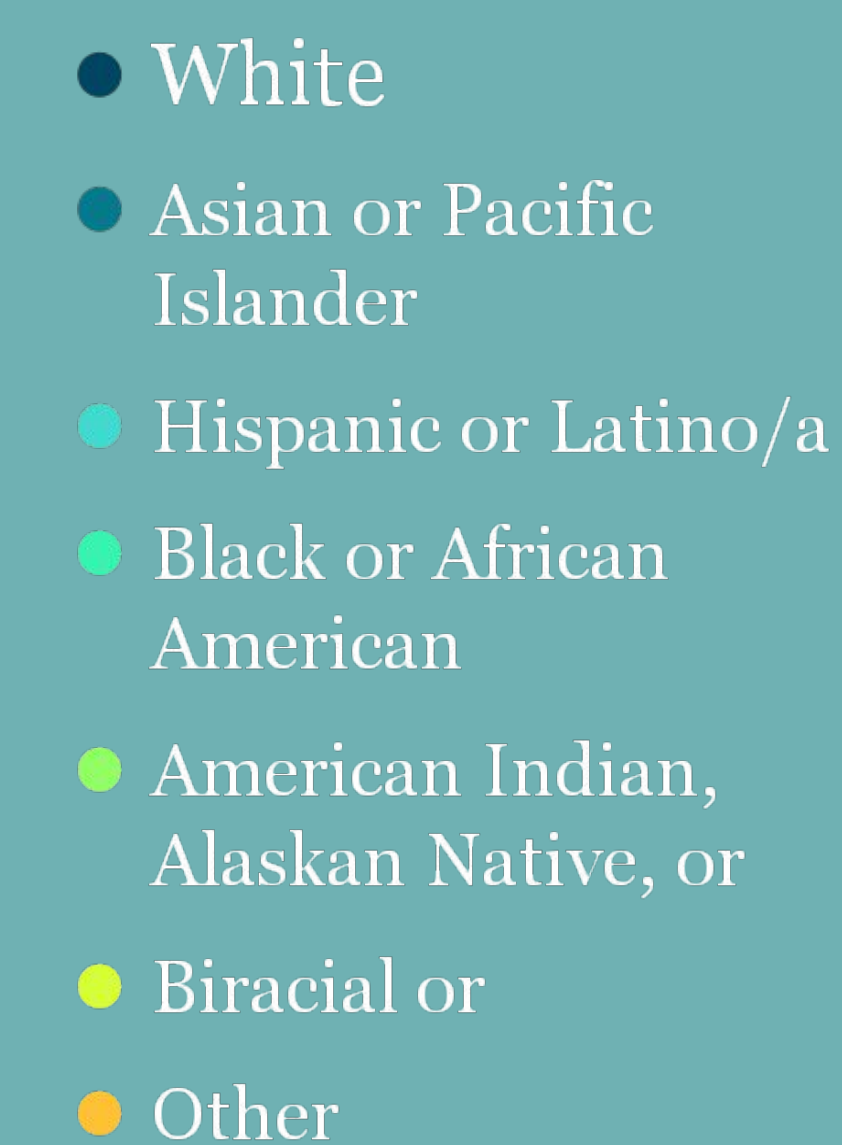 White
Asian or Pacific
Islander
Hispanic or Latino/a
Black or African
American
American Indian,
Alaskan Native, or
Biracial or
Other